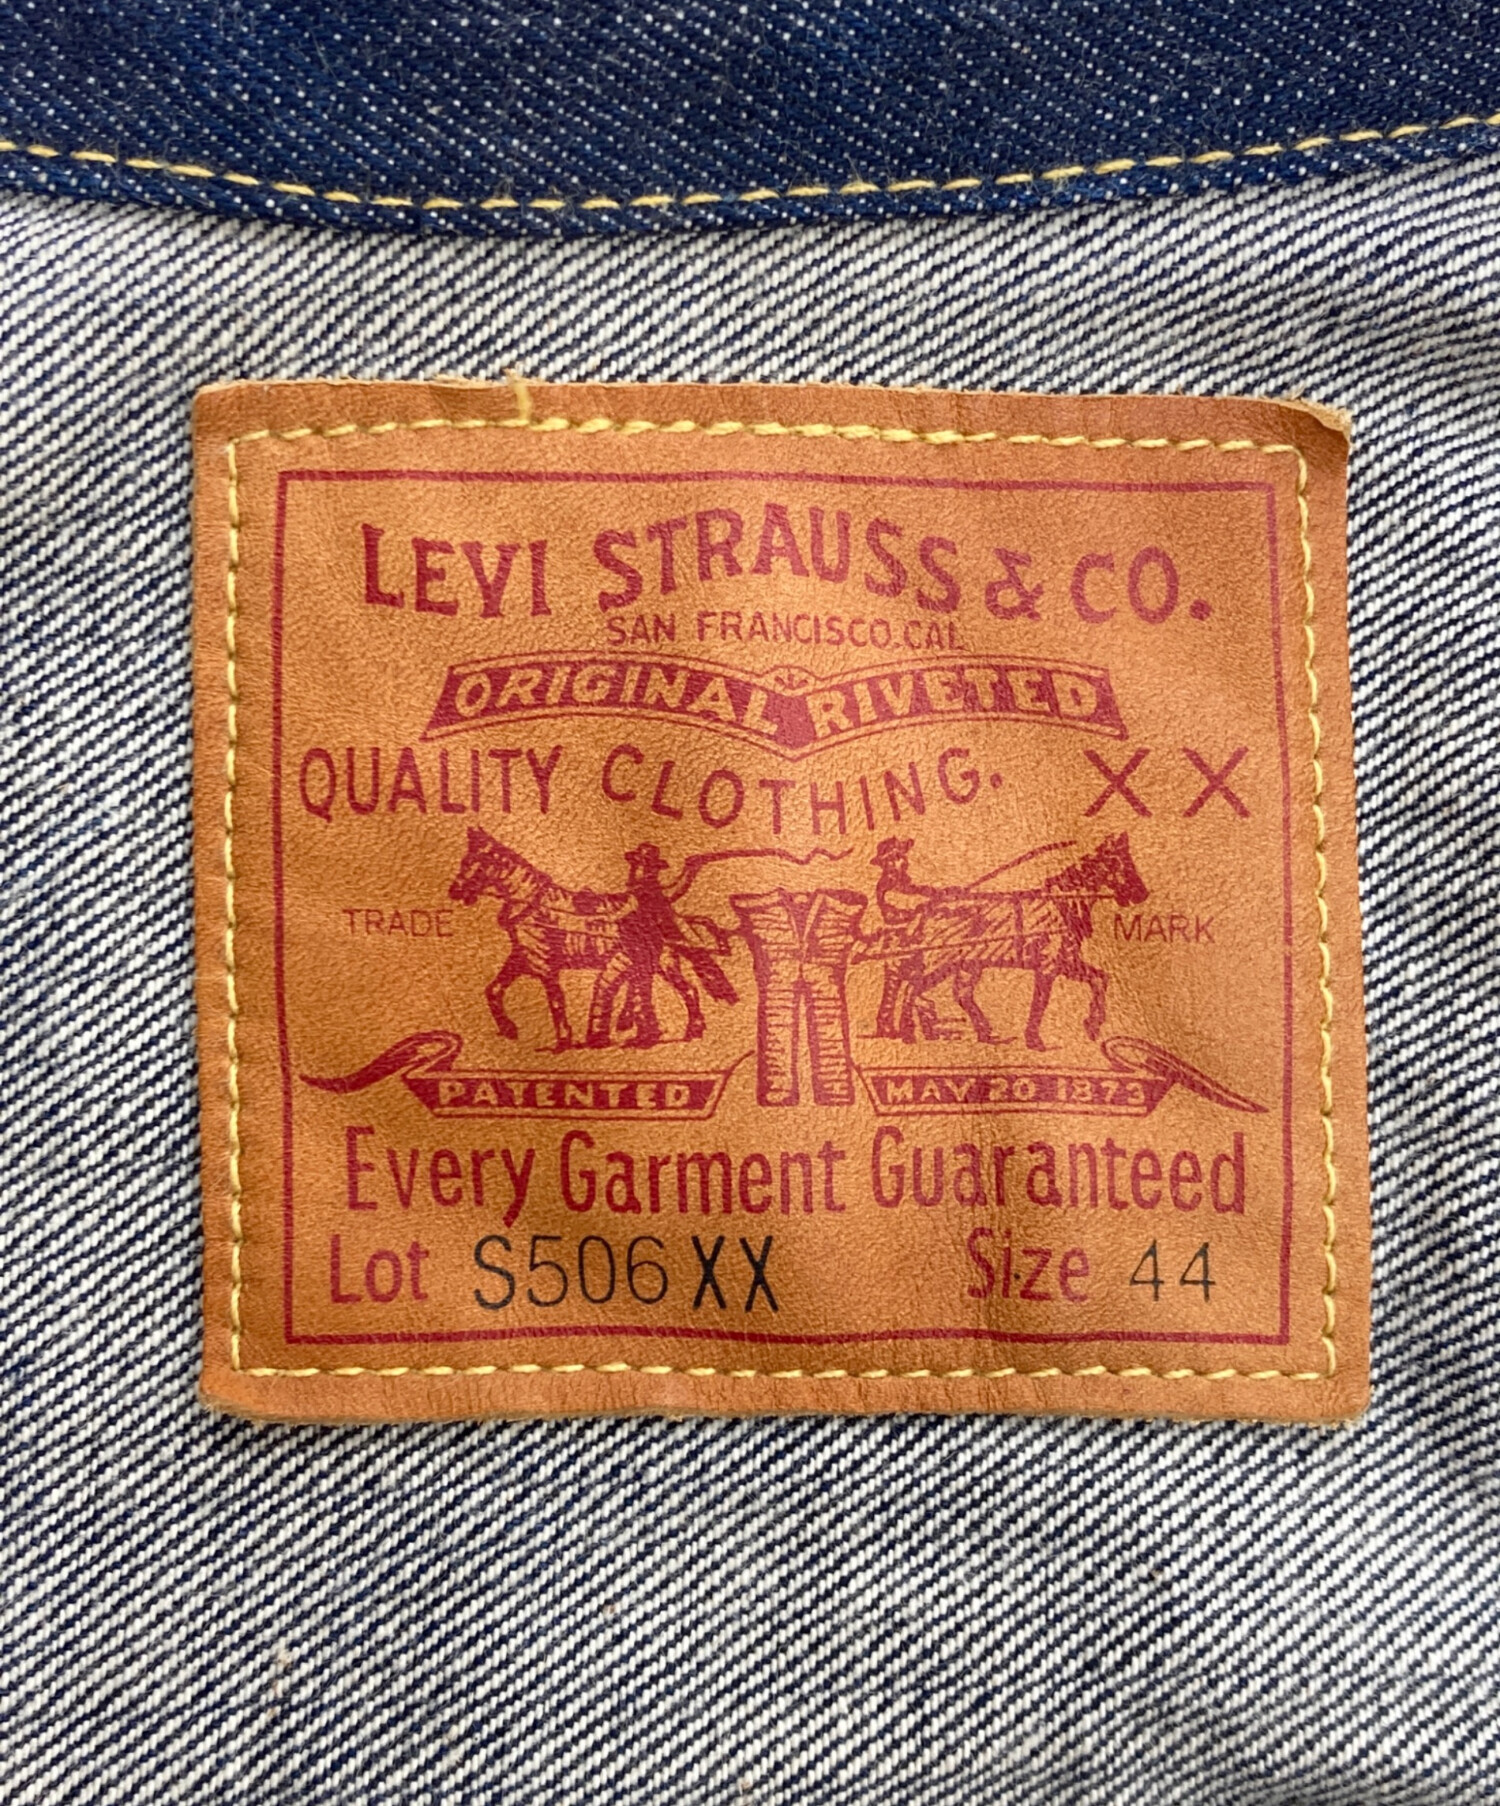 LEVI STRAUSS & CO.
SAN FRANCISCO.CAL
ORIGINAL RIVETED
QUALITY CLOTHING. XX
TRADE MARK
PATENTED MAY 20 1873
Every Garment Guaranteed
Lot S506XX Size 44